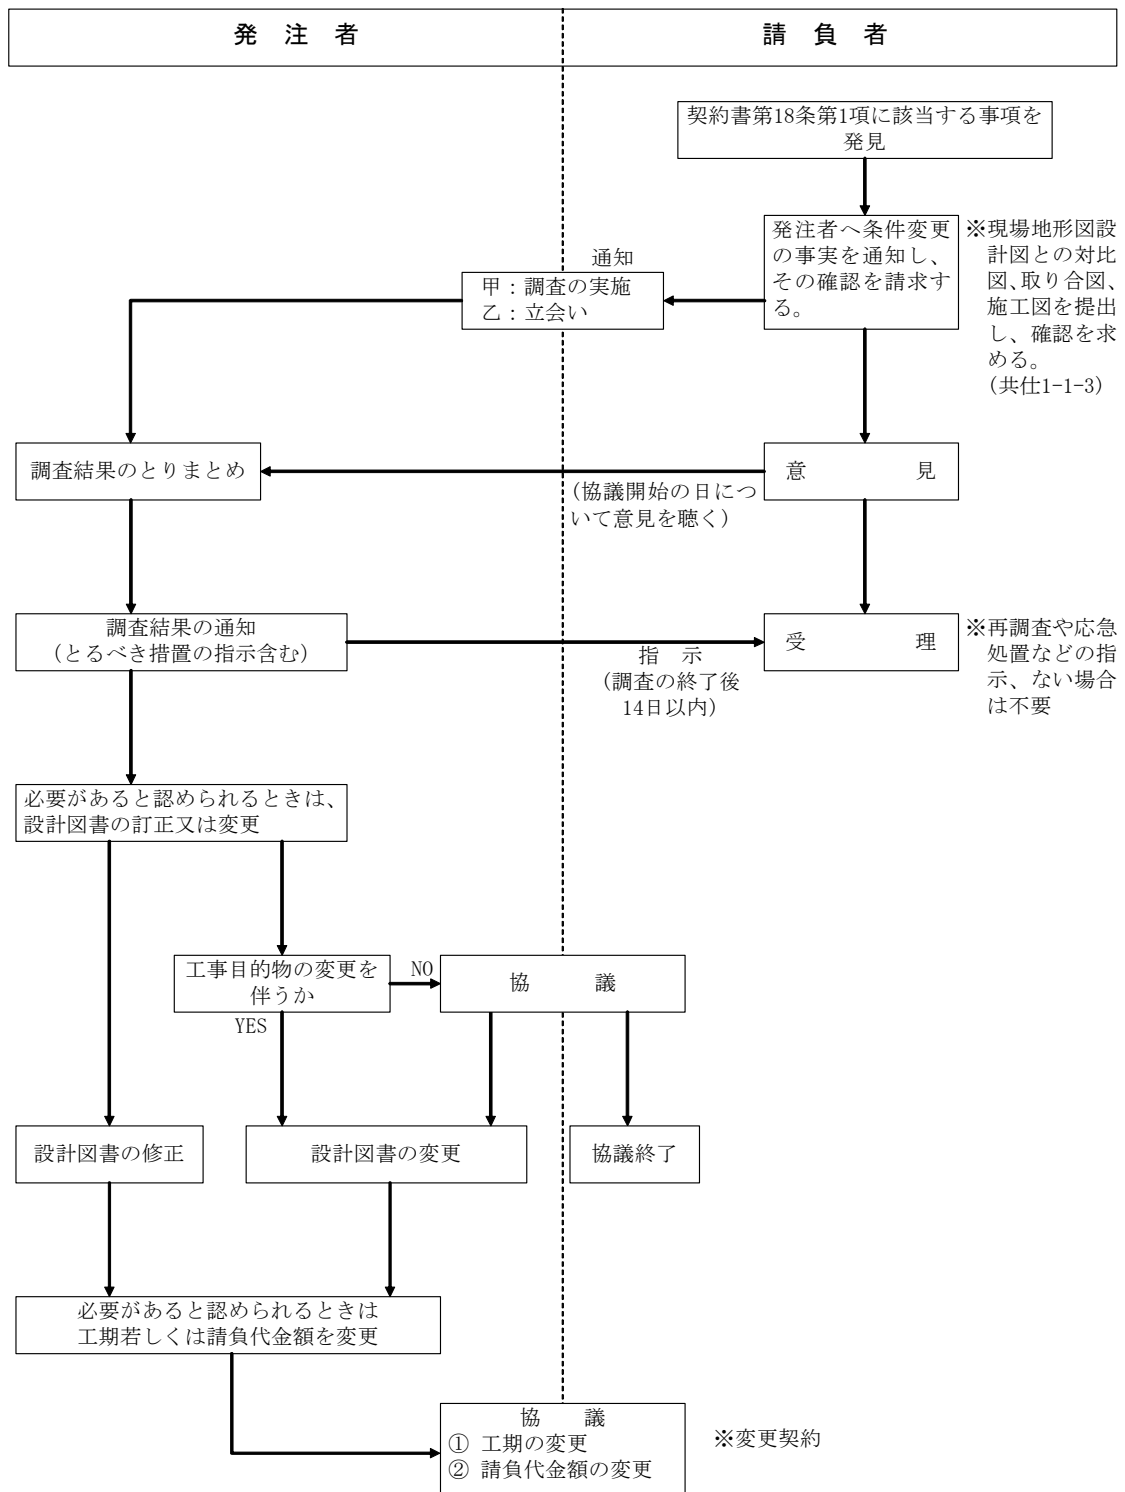 発 注 者
請 負 者
契約書第18条第1項に該当する事項を
発見
発注者へ条件変更
の事実を通知し、
その確認を請求す
る。
※現場地形図設
計図との対比
図、取り合図、
施工図を提出
し、確認を求
める。
(共仕1-1-3)
通知
甲：調査の実施
乙：立会い
調査結果のとりまとめ
意 見
(協議開始の日につ
いて意見を聴く)
調査結果の通知
(とるべき措置の指示含む)
指 示
(調査の終了後
14日以内)
受 理
※再調査や応急
処置などの指
示、ない場合
は不要
必要があると認められるときは、
設計図書の訂正又は変更
工事目的物の変更を
伴うか
NO
YES
協 議
設計図書の修正
設計図書の変更
協議終了
必要があると認められるときは
工期若しくは請負代金額を変更
協 議
① 工期の変更
② 請負代金額の変更
※変更契約